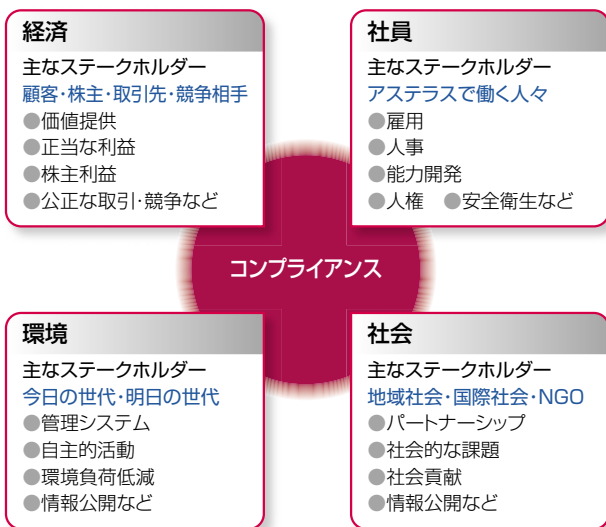 経済
主なステークホルダー
顧客・株主・取引先・競争相手
●価値提供
●正当な利益
●株主利益
●公正な取引・競争など
社員
主なステークホルダー
アステラスで働く人々
●雇用
●人事
●能力開発
●人権 ●安全衛生など
コンプライアンス
環境
主なステークホルダー
今日の世代・明日の世代
●管理システム
●自主的活動
●環境負荷低減
●情報公開など
社会
主なステークホルダー
地域社会・国際社会・NGO
●パートナーシップ
●社会的な課題
●社会貢献
●情報公開など